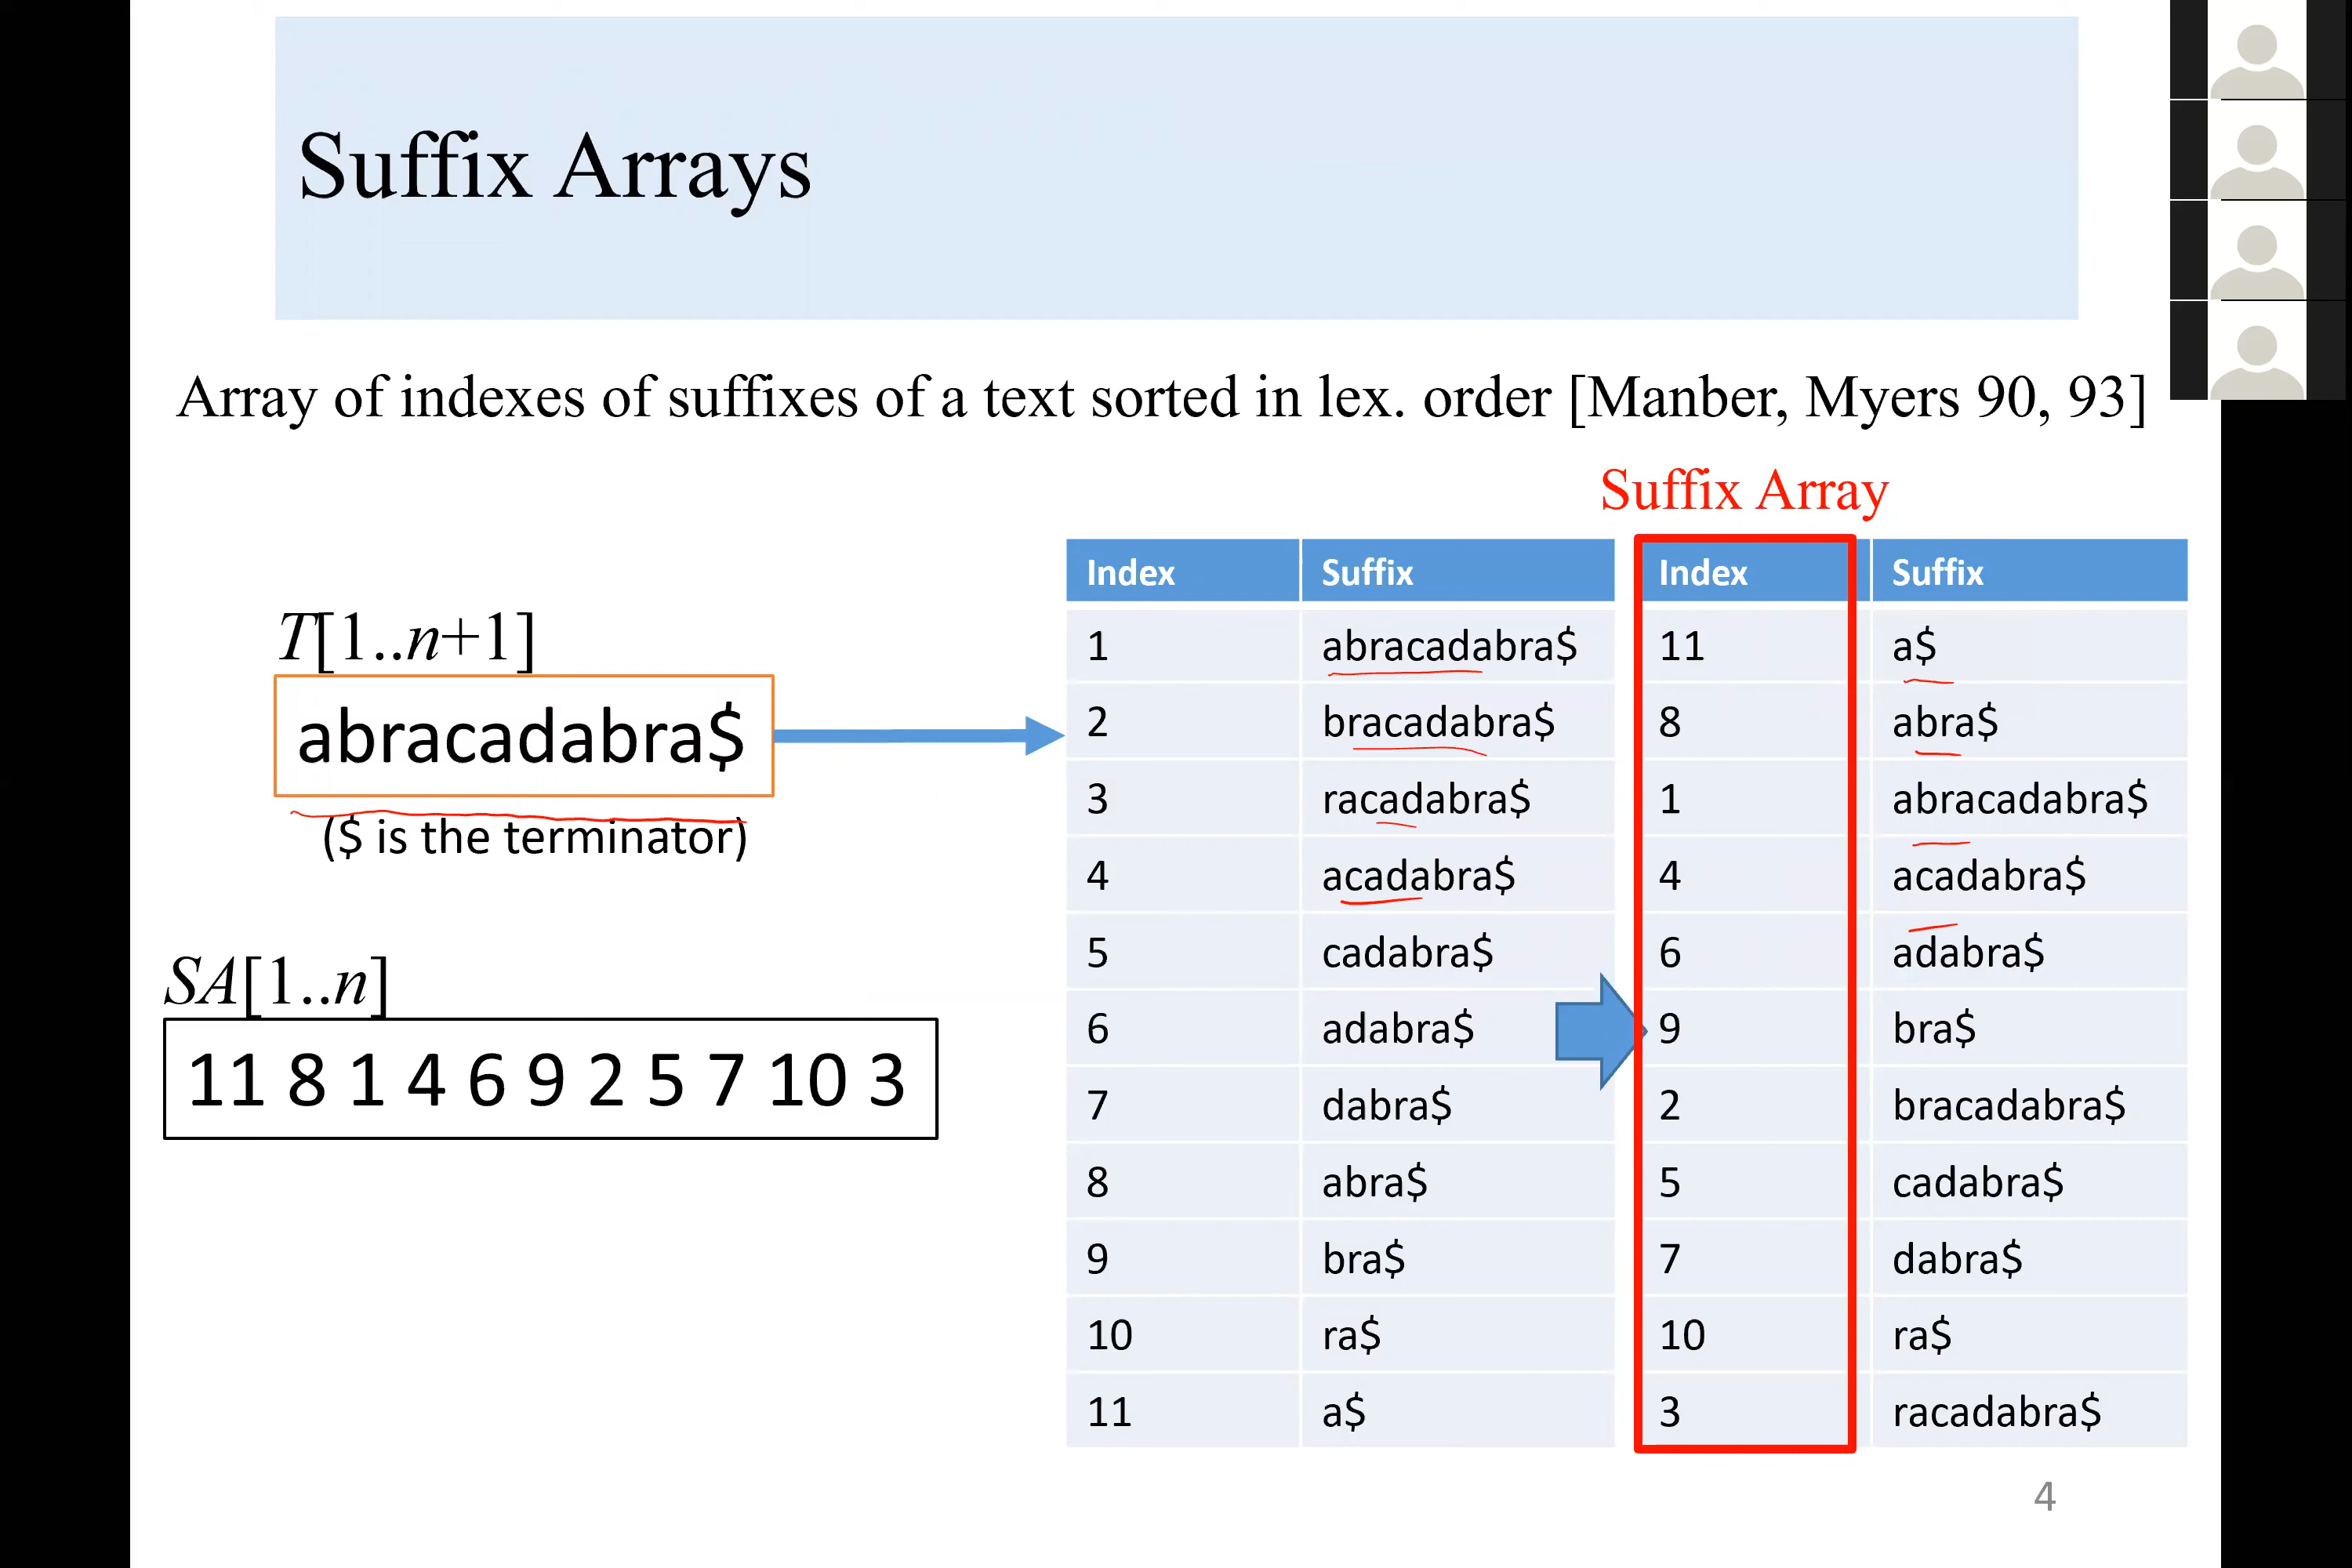 Suffix Arrays
Array of indexes of suffixes of a text sorted in lex. order [Manber, Myers 90, 93]
T[1..n+1]
abracadabra$
($ is the terminator)
SA[1..n]
11 8 1 4 6 9 2 5 7 10 3
Suffix Array
Index Suffix Index Suffix
1 abracadabra$ 11 a$
2 bracadabra$ 8 abra$
3 racadabra$ 1 abracadabra$
4 acadabra$ 4 acadabra$
5 cadabra$ 6 adabra$
6 adabra$ 9 bra$
7 dabra$ 2 bracadabra$
8 abra$ 5 cadabra$
9 bra$ 7 dabra$
10 ra$ 10 ra$
11 a$ 3 racadabra$
4